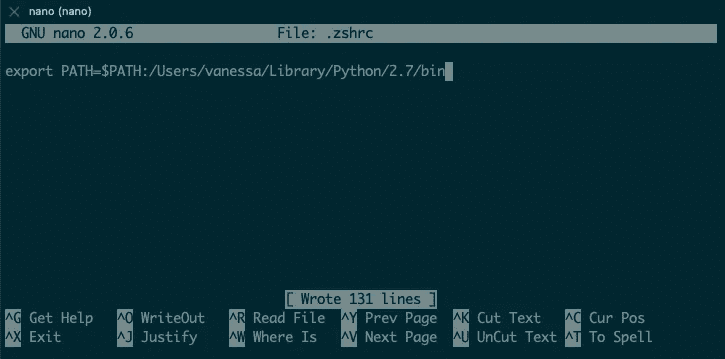 nano (nano)
GNU nano 2.0.6 File: .zshrc
export PATH=$PATH:/Users/vanessa/Library/Python/2.7/bin
[ Wrote 131 lines ]
^G Get Help ^O WriteOut ^R Read File ^Y Prev Page ^K Cut Text ^C Cur Pos
^X Exit ^J Justify ^W Where Is ^V Next Page ^U UnCut Text ^T To Spell